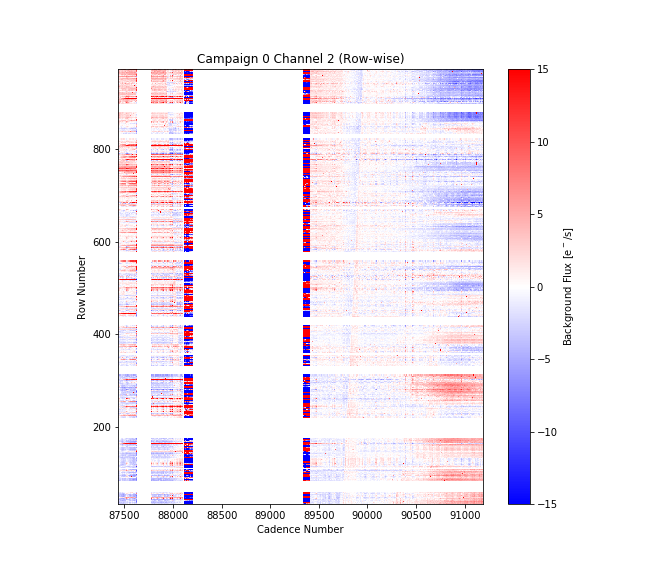 Campaign 0 Channel 2 (Row-wise)
Row Number
800
600
400
200
87500 88000 88500 89000 89500 90000 90500 91000
Cadence Number
15
10
5
0
−5
−10
−15
Background Flux [e⁻/s]